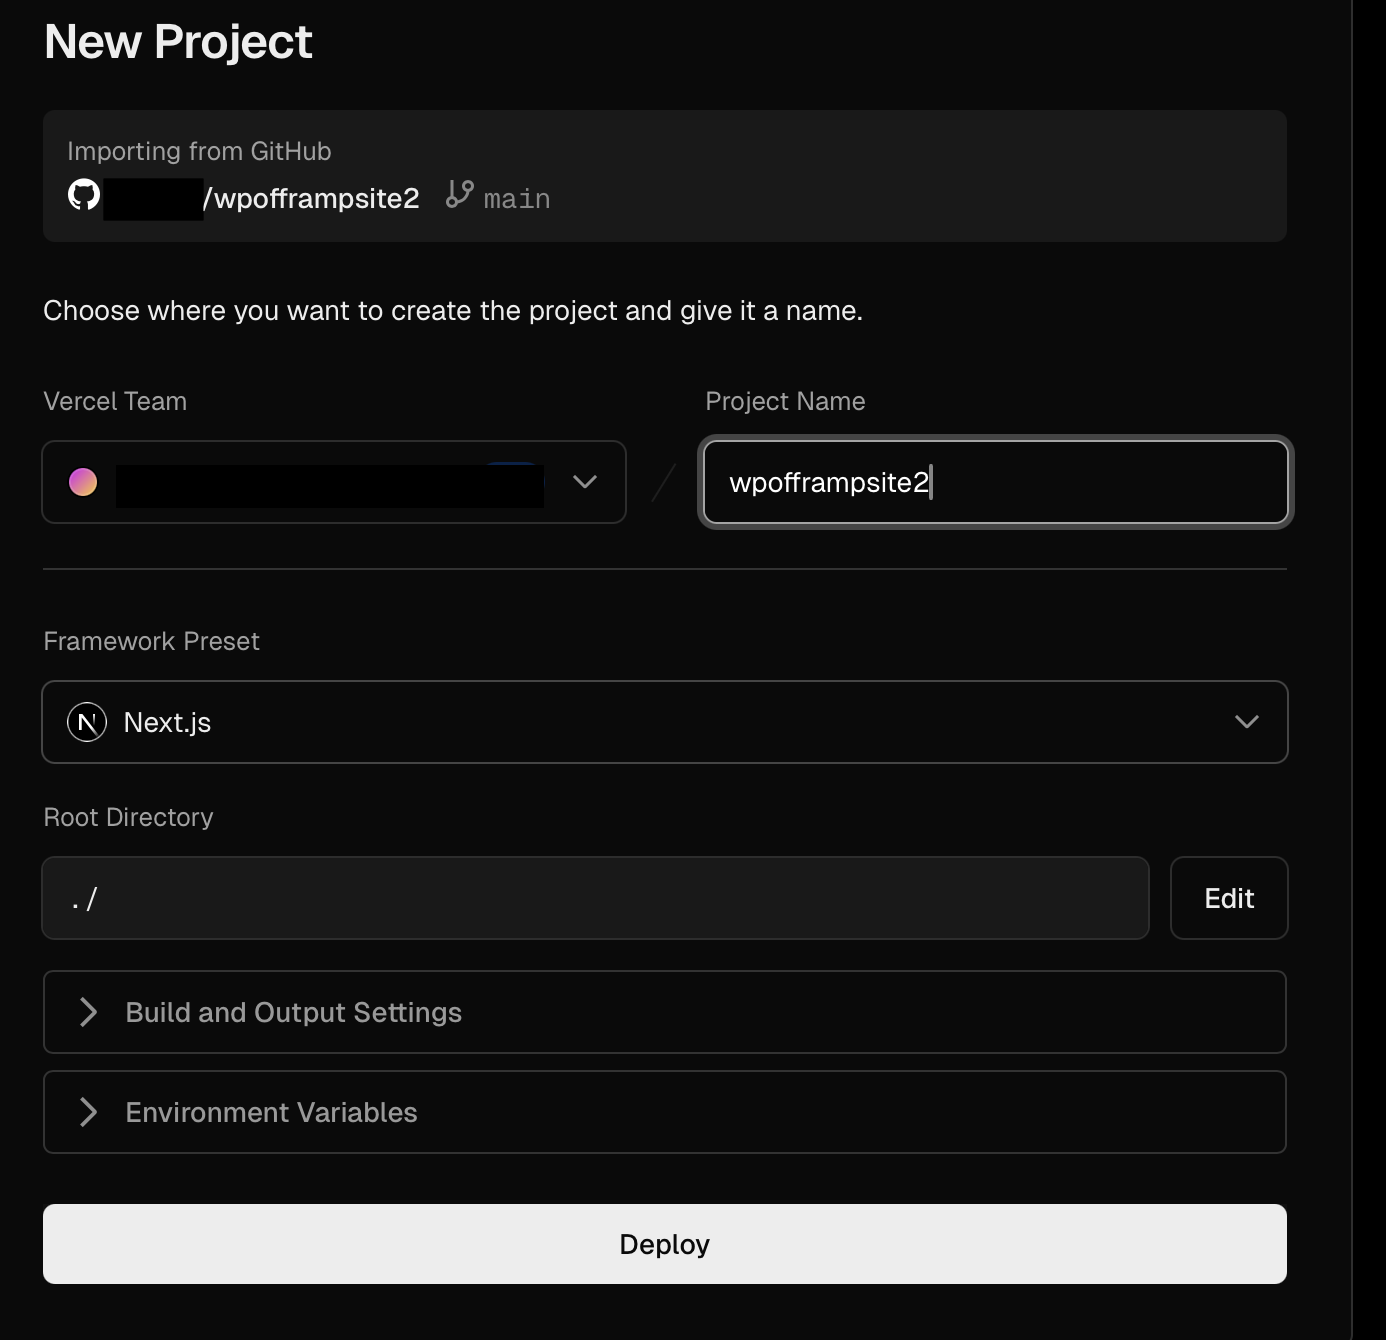 New Project
Importing from GitHub
/wpofframpsite2 main
Choose where you want to create the project and give it a name.
Vercel Team
Project Name
/
wpofframpsite2
Framework Preset
N Next.js
Root Directory
./
Edit
Build and Output Settings
Environment Variables
Deploy